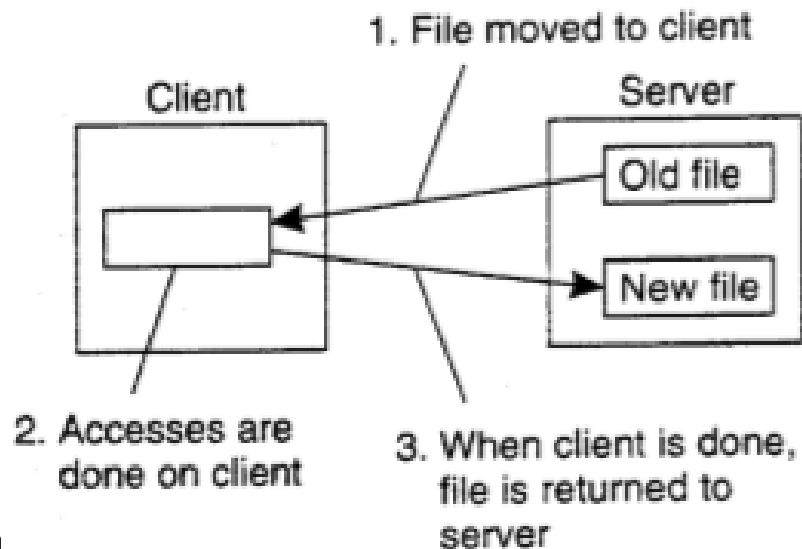 1. File moved to client
Client
Server
Old file
New file
2. Accesses are
done on client
3. When client is done,
file is returned to
server